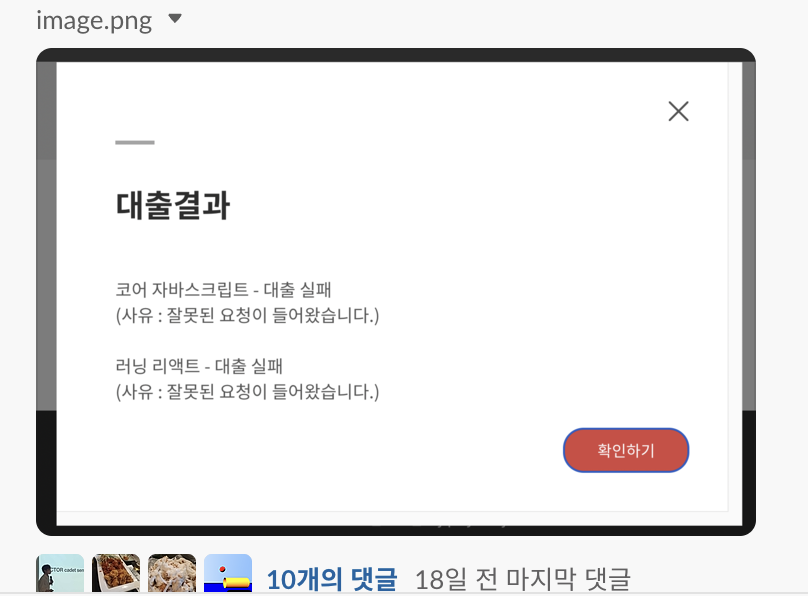 image.png
대출결과
코어 자바스크립트 - 대출 실패
(사유 : 잘못된 요청이 들어왔습니다.)
러닝 리액트 - 대출 실패
(사유 : 잘못된 요청이 들어왔습니다.)
확인하기
10개의 댓글 18일 전 마지막 댓글